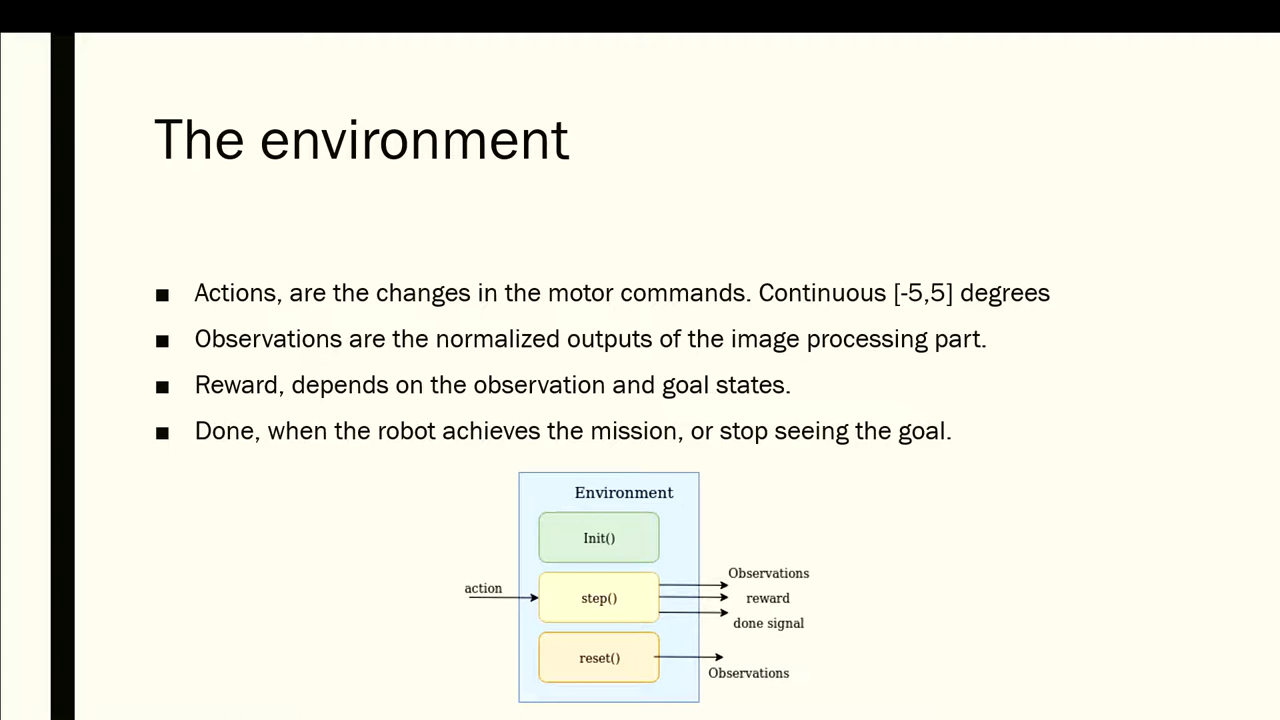 The environment
■ Actions, are the changes in the motor commands. Continuous [-5,5] degrees
■ Observations are the normalized outputs of the image processing part.
■ Reward, depends on the observation and goal states.
■ Done, when the robot achieves the mission, or stop seeing the goal.
Environment
Init()
action
step()
Observations
reward
done signal
reset()
Observations